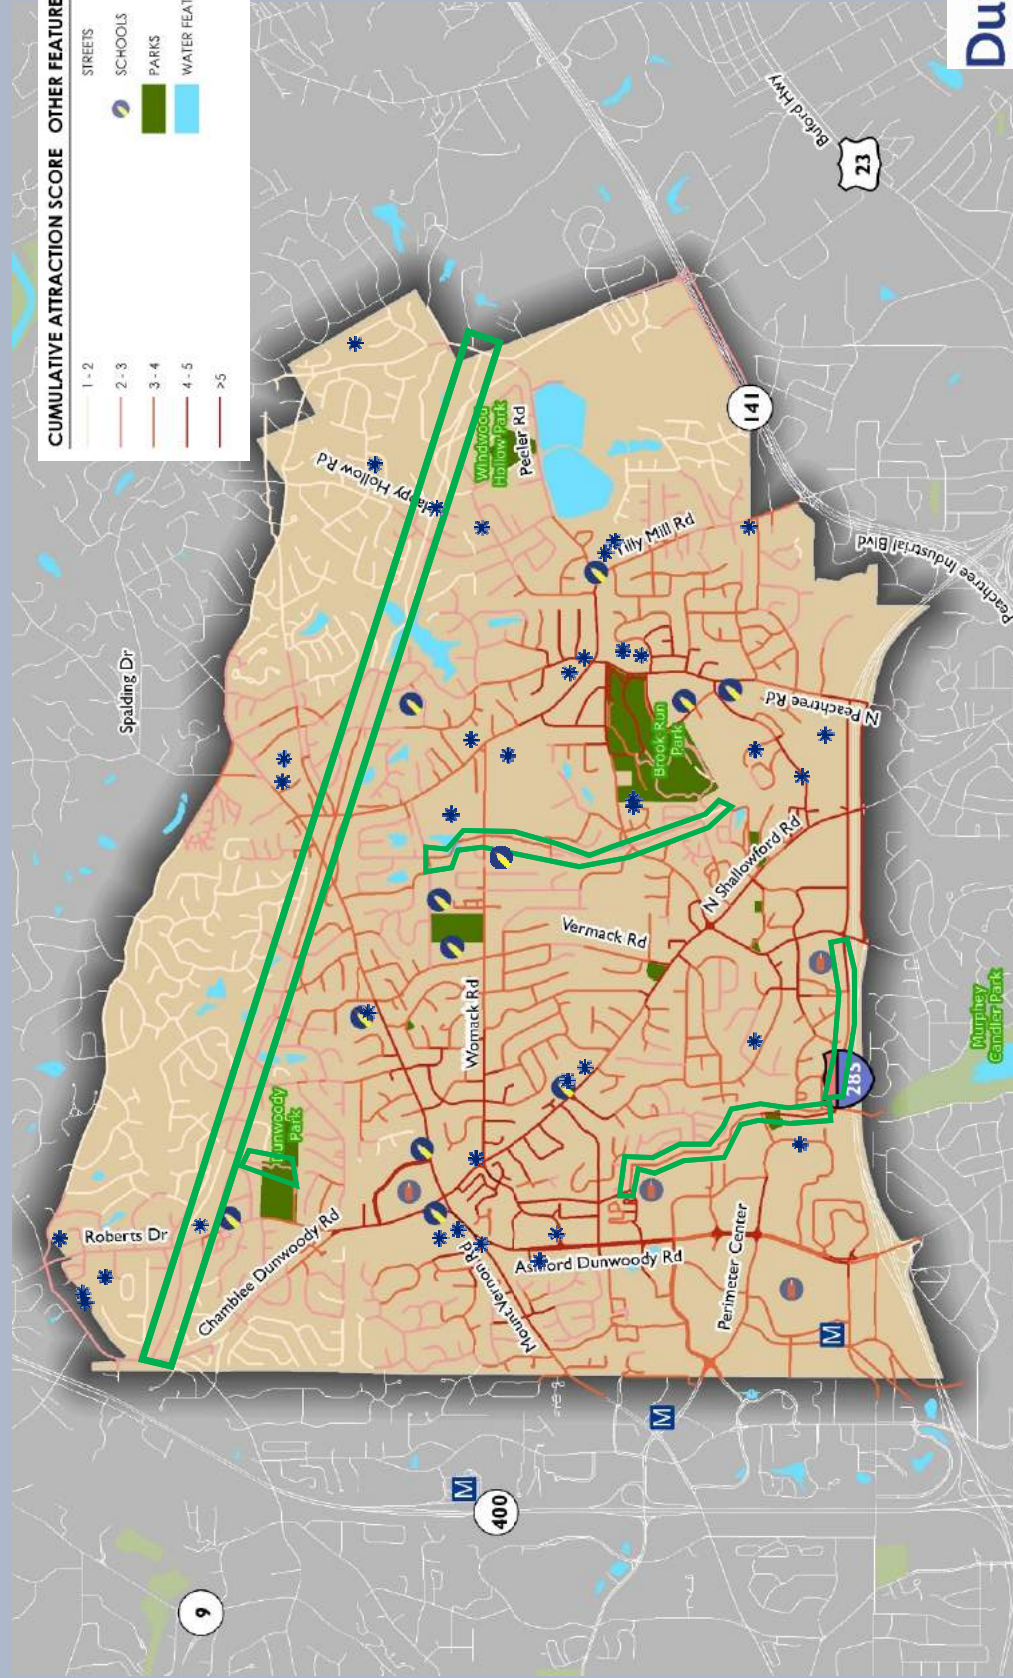 CUMULATIVE ATTRACTION SCORE
1 - 2
2 - 3
3 - 4
4 - 5
>5
OTHER FEATURE
STREETS
SCHOOLS
PARKS
WATER FEAT
Du
Buford Hwy
23
141
Peachtree Industrial Blvd
Spalding Dr
Happy Hollow Rd
Windwood
Hollow Park
Peeler Rd
Tilly Mill Rd
N Peachtree Rd
Brook Run
Park
N Shallowford Rd
Vermack Rd
Womack Rd
Murphey
Candler Park
285
Dunwoody
Park
Roberts Dr
Chamblee Dunwoody Rd
Mount Vernon Rd
Ashford Dunwoody Rd
Perimeter Center
M
M
M
400
9